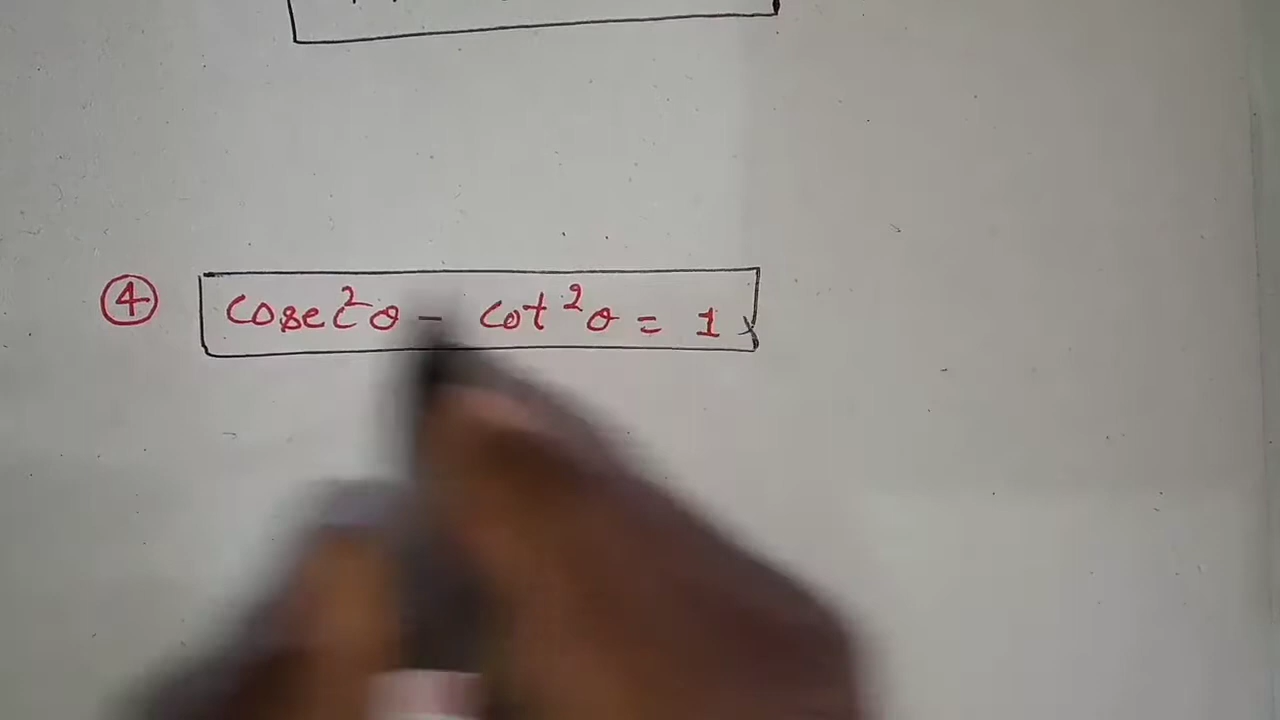 ④ cosec²θ - cot²θ = 1